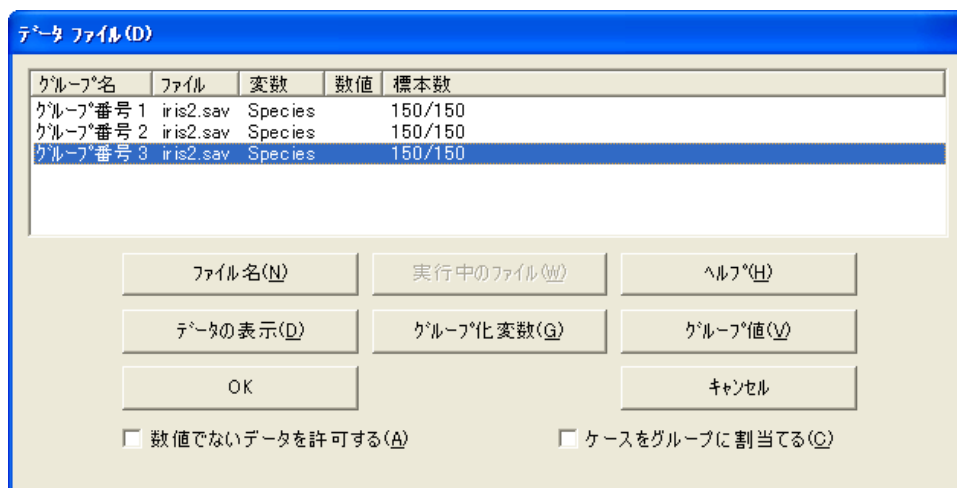 データ ファイル(D)
グループ名 ファイル 変数 数値 標本数
グループ番号 1 iris2.sav Species 150/150
グループ番号 2 iris2.sav Species 150/150
グループ番号 3 iris2.sav Species 150/150
ファイル名(N) 実行中のファイル(W) ヘルプ(H)
データの表示(D) グループ化変数(G) グループ値(V)
OK キャンセル
数値でないデータを許可する(A) ケースをグループに割当てる(C)